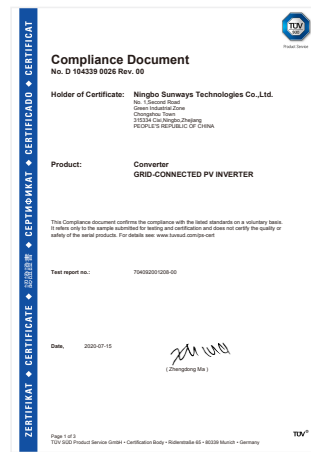 ZERTIFIKAT ◆ CERTIFICATE ◆ 認證證書 ◆ СЕРТИФИКАТ ◆ CERTIFICADO ◆ CERTIFICAT
TÜV
SÜD
Product Service
Compliance Document
No. D 104339 0026 Rev. 00
Holder of Certificate: Ningbo Sunways Technologies Co.,Ltd.
No. 1,Second Road
Green Industrial Zone
Chongshou Town
315334 Cixi,Ningbo,Zhejiang
PEOPLE'S REPUBLIC OF CHINA
Product: Converter
GRID-CONNECTED PV INVERTER
This Compliance document confirms the compliance with the listed standards on a voluntary basis.
It refers only to the sample submitted for testing and certification and does not certify the quality or
safety of the serial products. For details see: www.tuvsud.com/ps-cert
Test report no.: 704092001208-00
Date, 2020-07-15
( Zhengdong Ma )
Page 1 of 3
TÜV SÜD Product Service GmbH • Certification Body • Ridlerstraße 65 • 80339 Munich • Germany
TÜV®